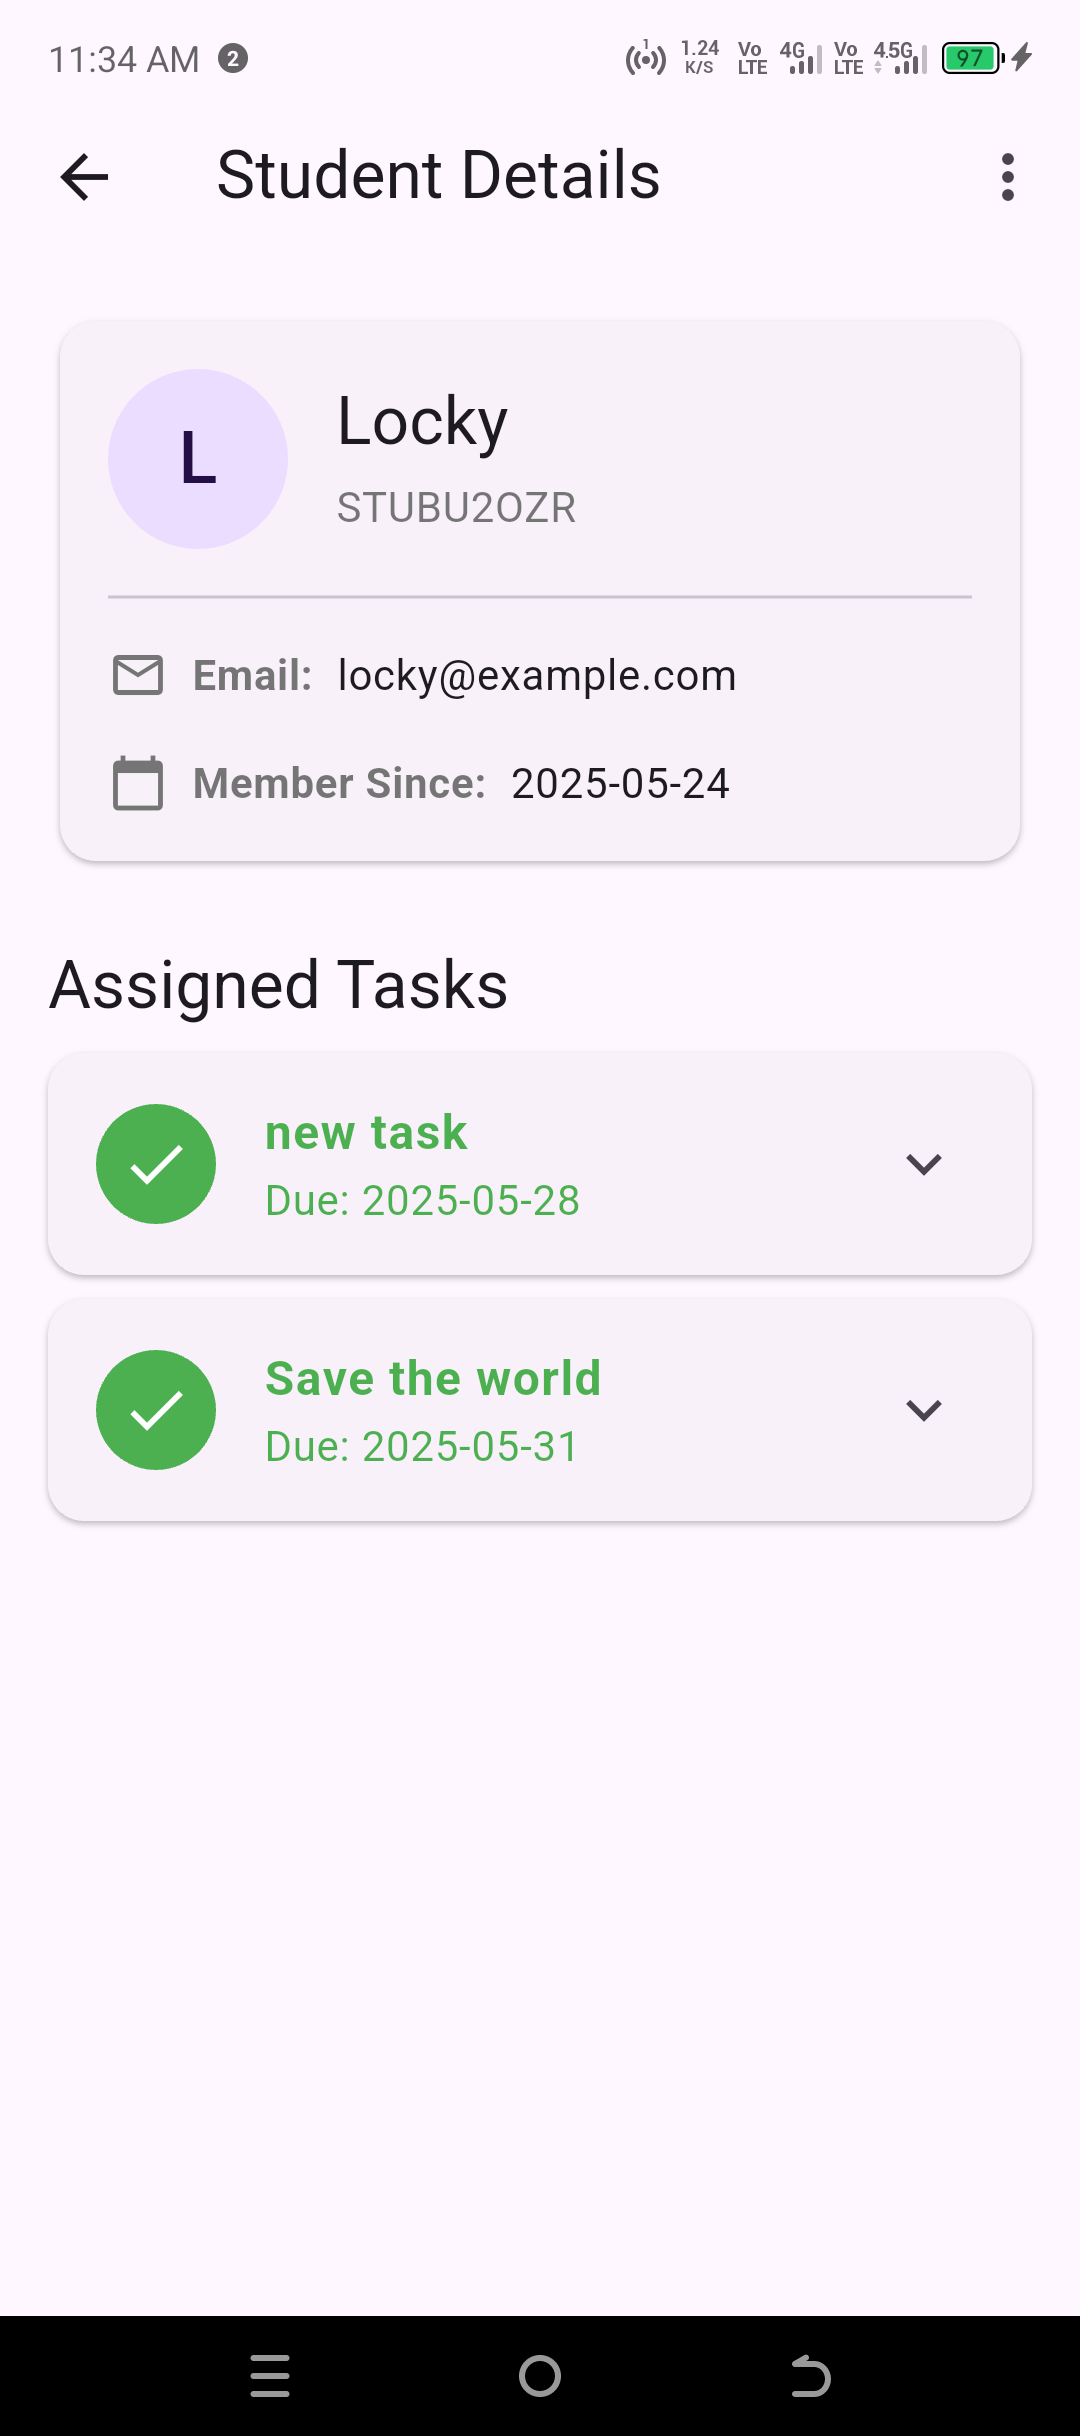 11:34 AM 2
1 1.24 K/S Vo LTE 4G Vo LTE 4.5G 97
Student Details
L
Locky
STUBU2OZR
Email: locky@example.com
Member Since: 2025-05-24
Assigned Tasks
new task
Due: 2025-05-28
Save the world
Due: 2025-05-31